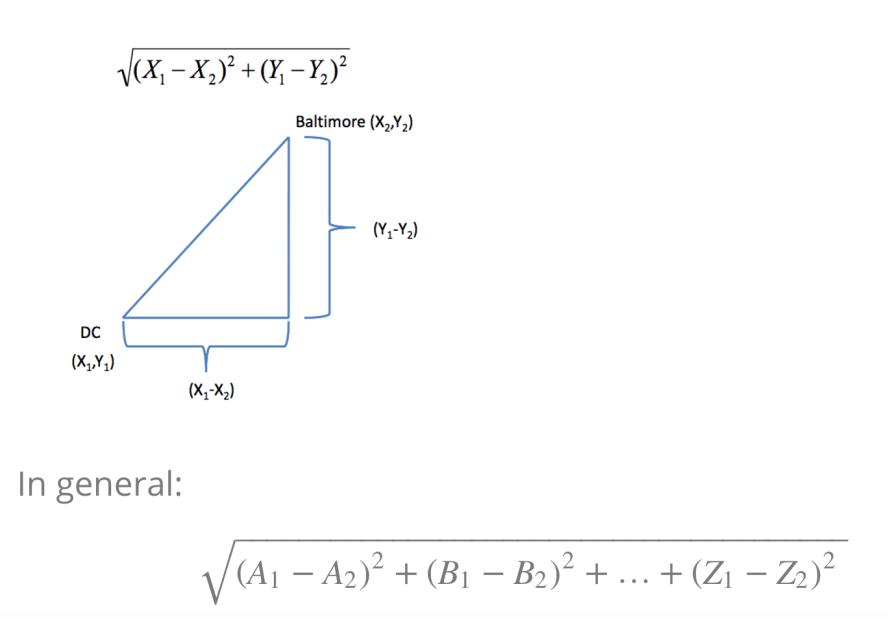 √(X₁ − X₂)² + (Y₁ − Y₂)²
Baltimore (X₂,Y₂)
(Y₁-Y₂)
DC
(X₁,Y₁)
(X₁-X₂)
In general:
√(A₁ − A₂)² + (B₁ − B₂)² + … + (Z₁ − Z₂)²